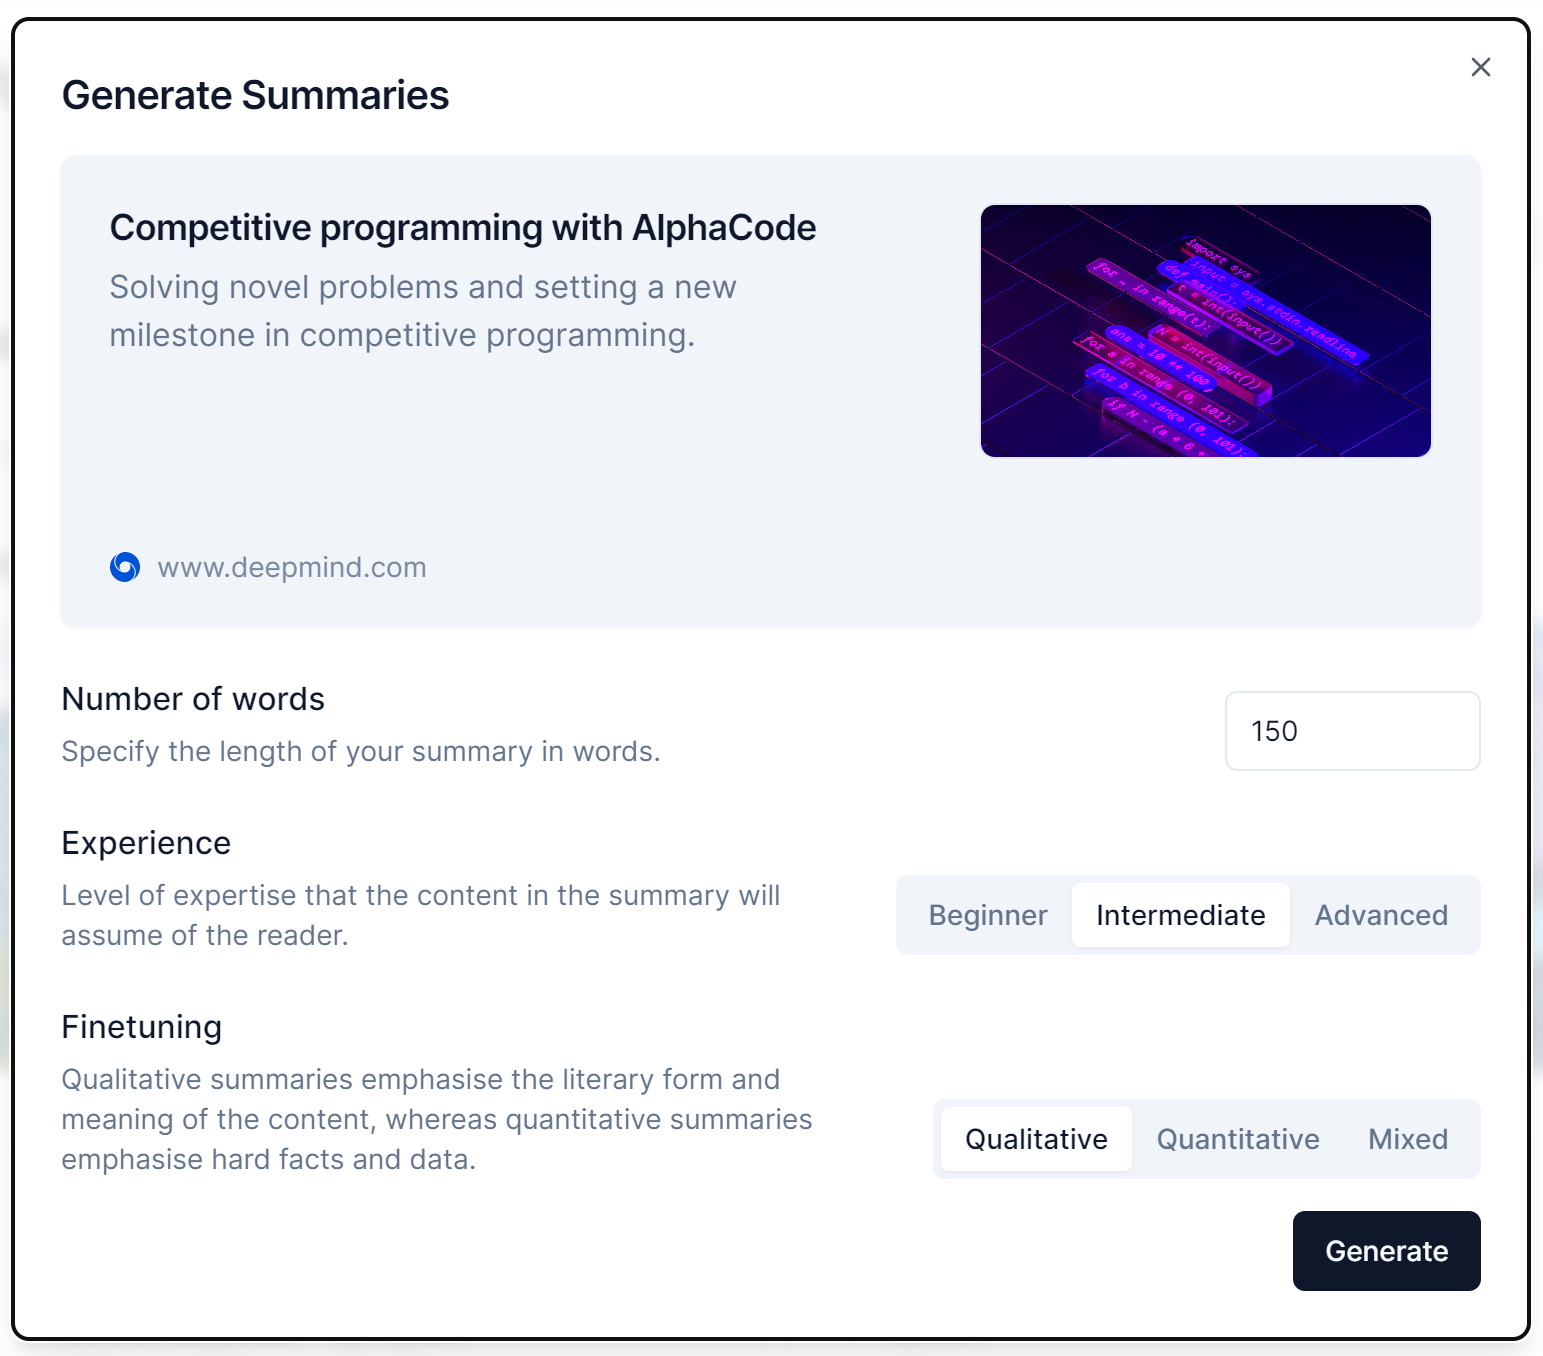 Generate Summaries
Competitive programming with AlphaCode
Solving novel problems and setting a new
milestone in competitive programming.
import sys
input = sys.stdin.readline
def main():
t = int(input())
for _ in range(t):
N = int(input())
ans = 10 ** 100
for a in range (0, 101):
for b in range (0, 101):
if N - (a * 6 +
www.deepmind.com
Number of words
Specify the length of your summary in words.
150
Experience
Level of expertise that the content in the summary will
assume of the reader.
Beginner Intermediate Advanced
Finetuning
Qualitative summaries emphasise the literary form and
meaning of the content, whereas quantitative summaries
emphasise hard facts and data.
Qualitative Quantitative Mixed
Generate